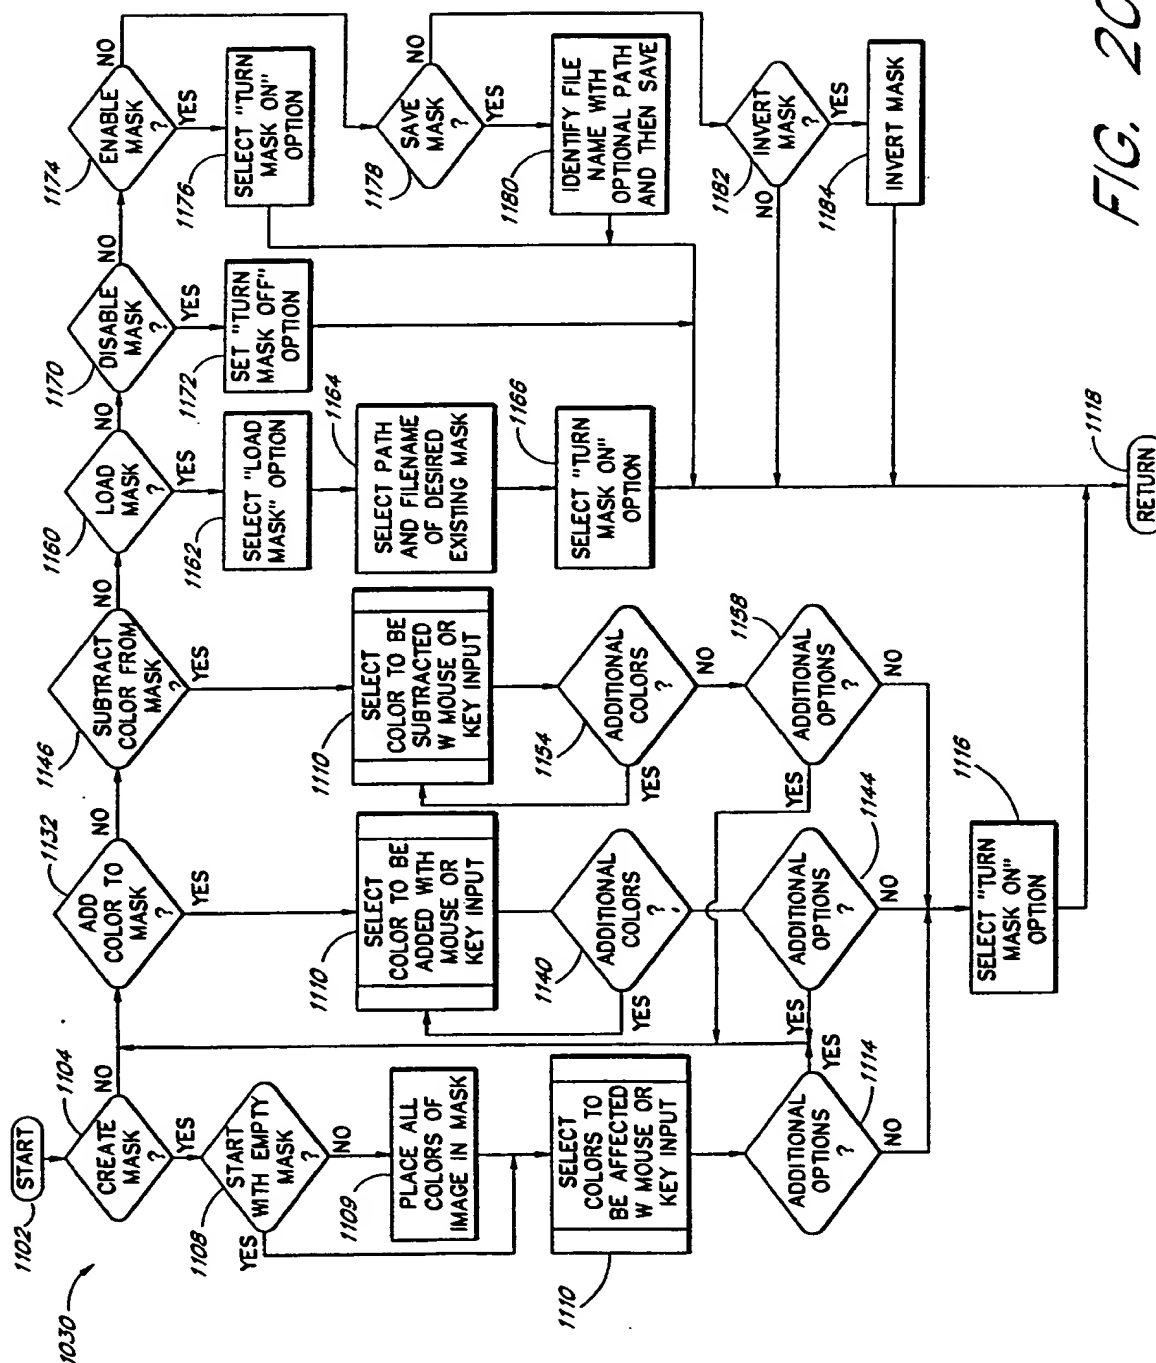 1030
1102
START
1104
CREATE
MASK
?
NO
YES
1108
START
WITH EMPTY
MASK
?
YES
NO
1109
PLACE ALL
COLORS OF
IMAGE IN MASK
1110
SELECT
COLORS TO
BE AFFECTED
W MOUSE OR
KEY INPUT
ADDITIONAL
OPTIONS
?
1114
YES
NO
1132
ADD
COLOR TO
MASK
?
NO
YES
1110
SELECT
COLOR TO BE
ADDED WITH
MOUSE OR
KEY INPUT
1140
ADDITIONAL
COLORS
?
YES
1144
ADDITIONAL
OPTIONS
?
YES
NO
1146
SUBTRACT
COLOR FROM
MASK
?
NO
YES
1110
SELECT
COLOR TO BE
SUBTRACTED
W MOUSE OR
KEY INPUT
1154
ADDITIONAL
COLORS
?
YES
NO
1158
ADDITIONAL
OPTIONS
?
YES
NO
1116
SELECT "TURN
MASK ON"
OPTION
1160
LOAD
MASK
?
NO
YES
1162
SELECT "LOAD
MASK" OPTION
1164
SELECT PATH
AND FILENAME
OF DESIRED
EXISTING MASK
1166
SELECT "TURN
MASK ON"
OPTION
1170
DISABLE
MASK
?
NO
YES
1172
SET "TURN
MASK OFF"
OPTION
1174
ENABLE
MASK
?
NO
YES
1176
SELECT "TURN
MASK ON"
OPTION
1178
SAVE
MASK
?
NO
YES
1180
IDENTIFY FILE
NAME WITH
OPTIONAL PATH
AND THEN SAVE
1182
INVERT
MASK
?
NO
YES
1184
INVERT MASK
1118
RETURN
FIG. 20